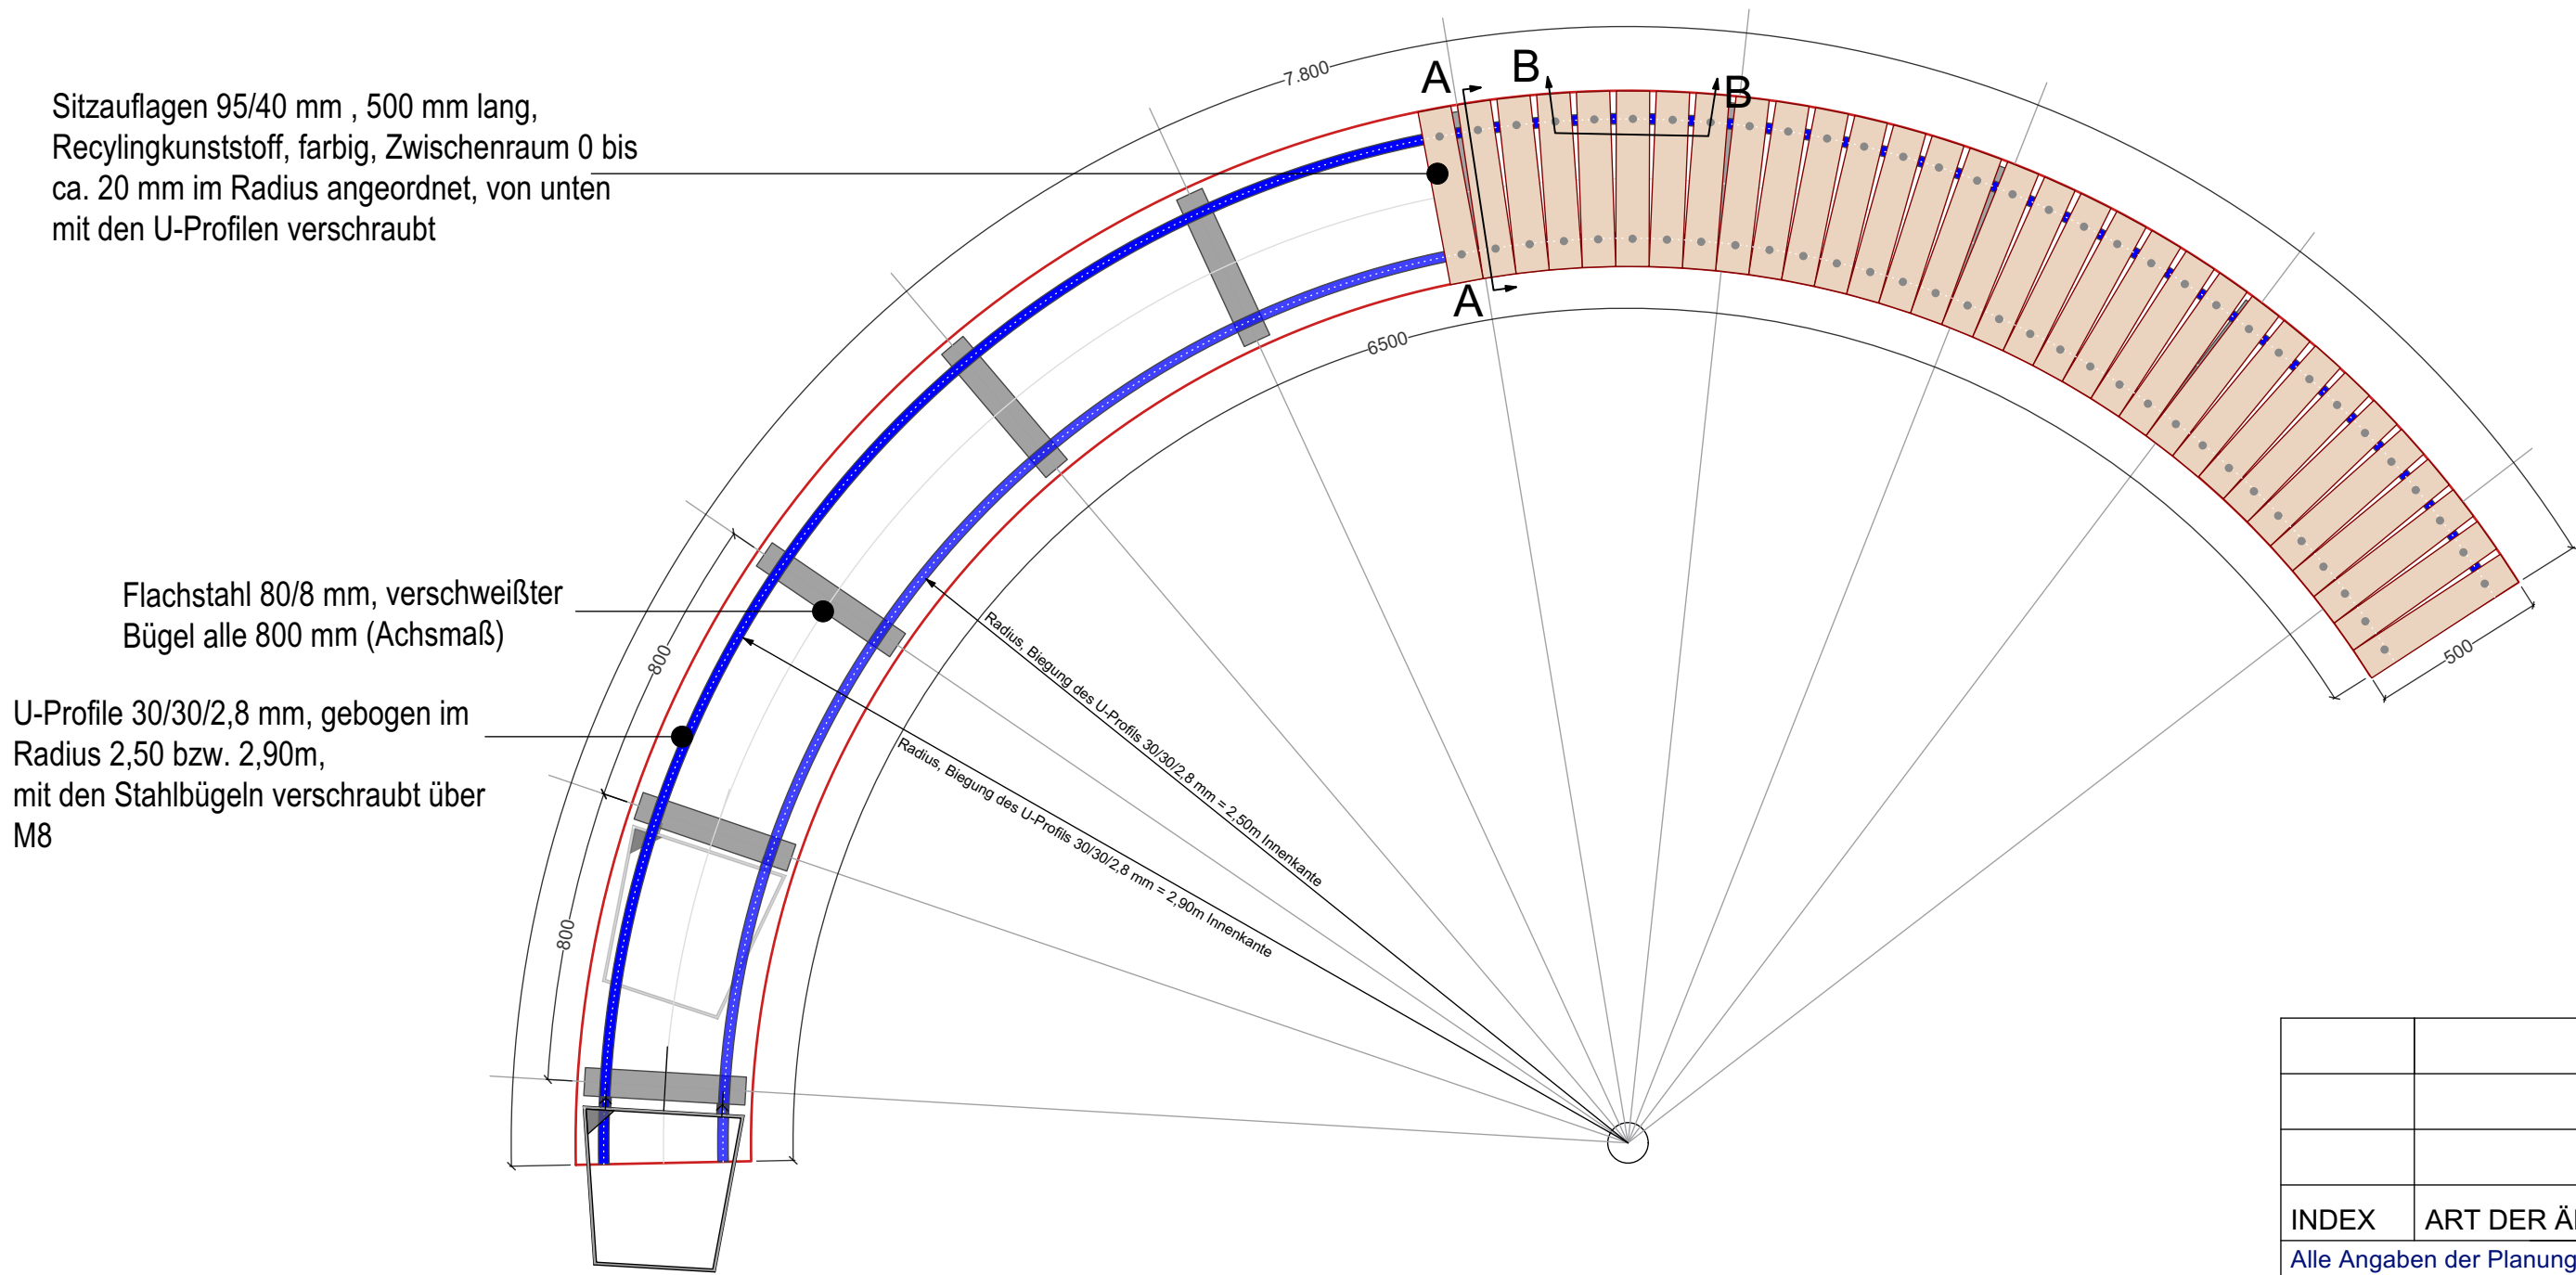 7.800
A
B
B
Sitzauflagen 95/40 mm , 500 mm lang,
Recylingkunststoff, farbig, Zwischenraum 0 bis
ca. 20 mm im Radius angeordnet, von unten
mit den U-Profilen verschraubt
A
6500
Flachstahl 80/8 mm, verschweißter
Bügel alle 800 mm (Achsmaß)
800
500
U-Profile 30/30/2,8 mm, gebogen im
Radius 2,50 bzw. 2,90m,
mit den Stahlbügeln verschraubt über
M8
Radius, Biegung des U-Profils 30/30/2,8 mm = 2,50m Innenkante
Radius, Biegung des U-Profils 30/30/2,8 mm = 2,90m Innenkante
800
INDEX
ART DER
Alle Angaben der Planung